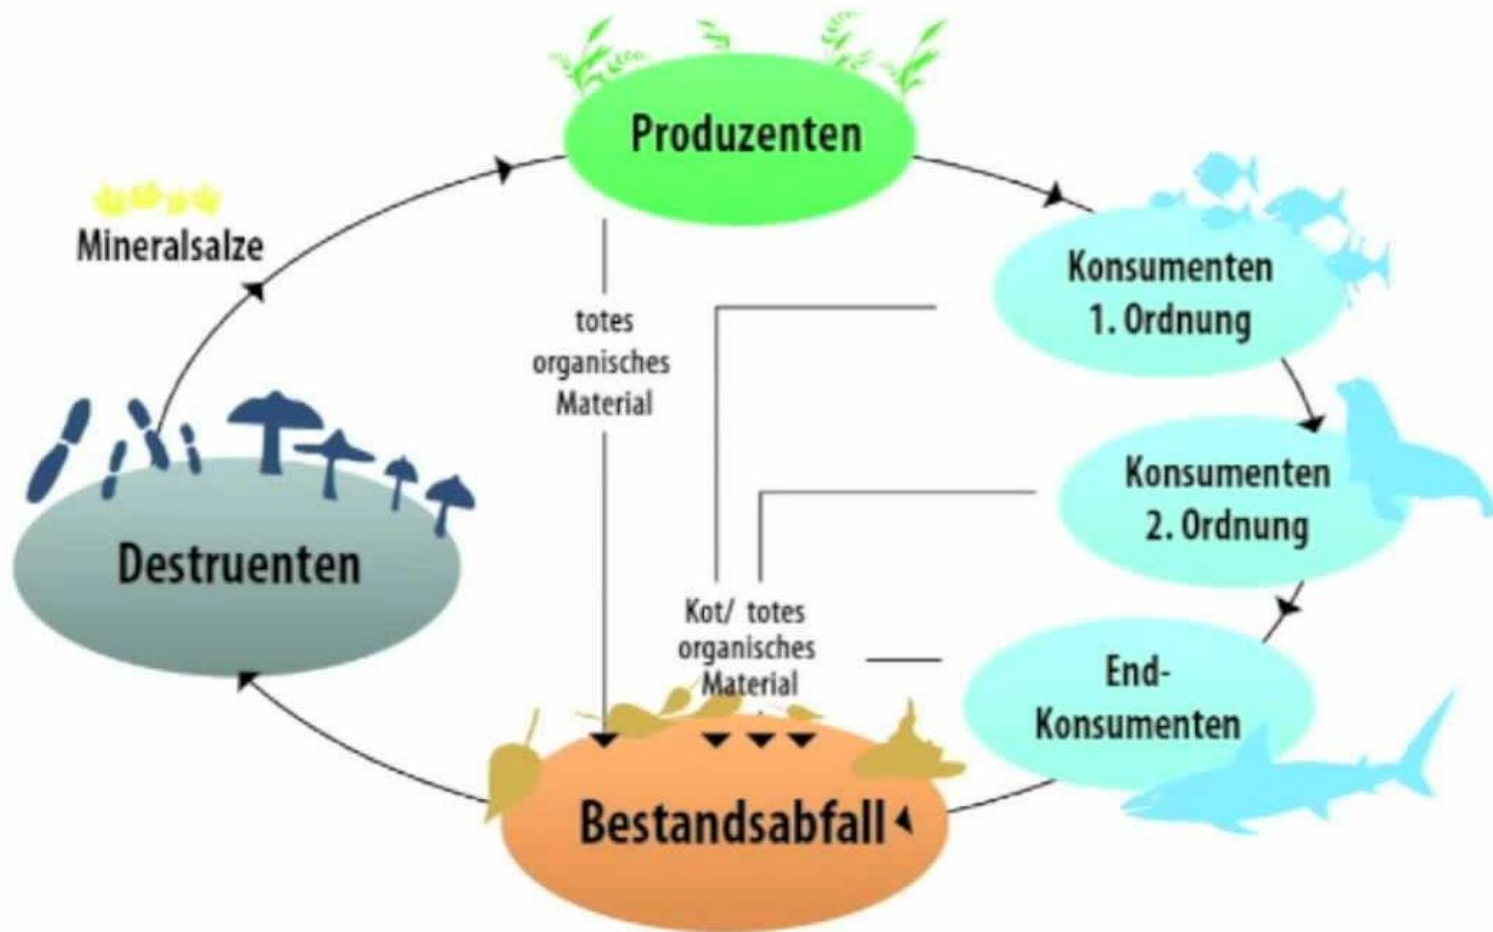 Produzenten
Mineralsalze
Konsumenten
1. Ordnung
totes
organisches
Material
Konsumenten
2. Ordnung
Destruenten
Kot/ totes
organisches
Material
End-
Konsumenten
Bestandsabfall